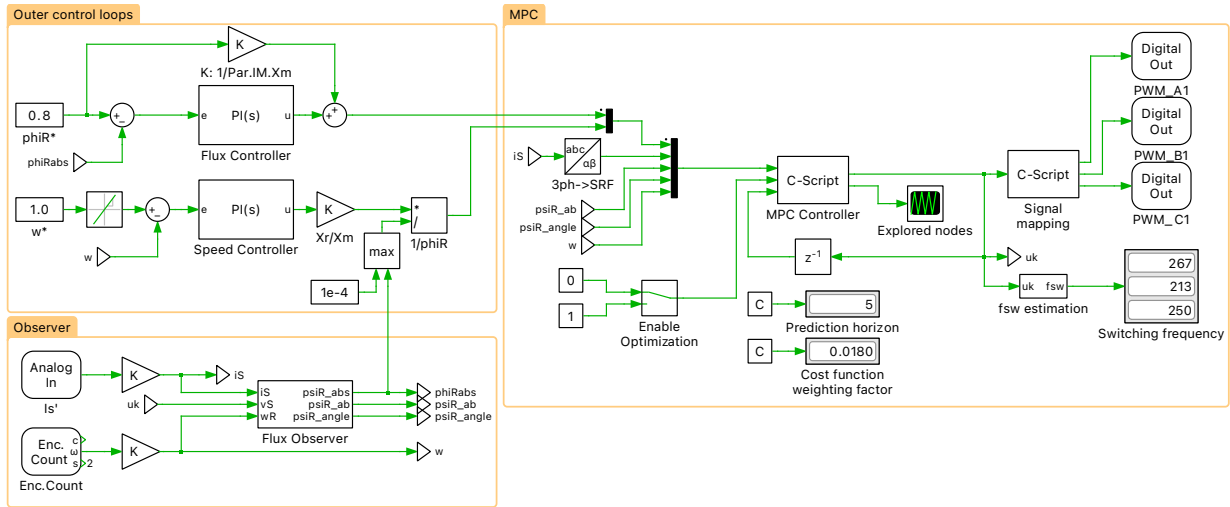 Outer control loops
K
K: 1/Par.IM.Xm
0.8
phiR*
+
−
e
PI(s)
u
Flux Controller
+
+
phiRabs
1.0
w*
+
−
e
PI(s)
u
Speed Controller
K
Xr/Xm
*
/
1/phiR
w
max
1e-4
Observer
Analog
In
Is'
K
iS
uk
iS
vS
wR
psiR_abs
psiR_ab
psiR_angle
Flux Observer
phiRabs
psiR_ab
psiR_angle
Enc.
Count
c
ω
s
2
Enc.Count
K
w
MPC
iS
abc
αβ
3ph->SRF
psiR_ab
psiR_angle
w
C-Script
MPC Controller
Explored nodes
z⁻¹
0
1
Enable
Optimization
C
5
Prediction horizon
C
0.0180
Cost function
weighting factor
C-Script
Signal
mapping
Digital
Out
PWM_A1
Digital
Out
PWM_B1
Digital
Out
PWM_C1
uk
uk
fsw
fsw estimation
267
213
250
Switching frequency